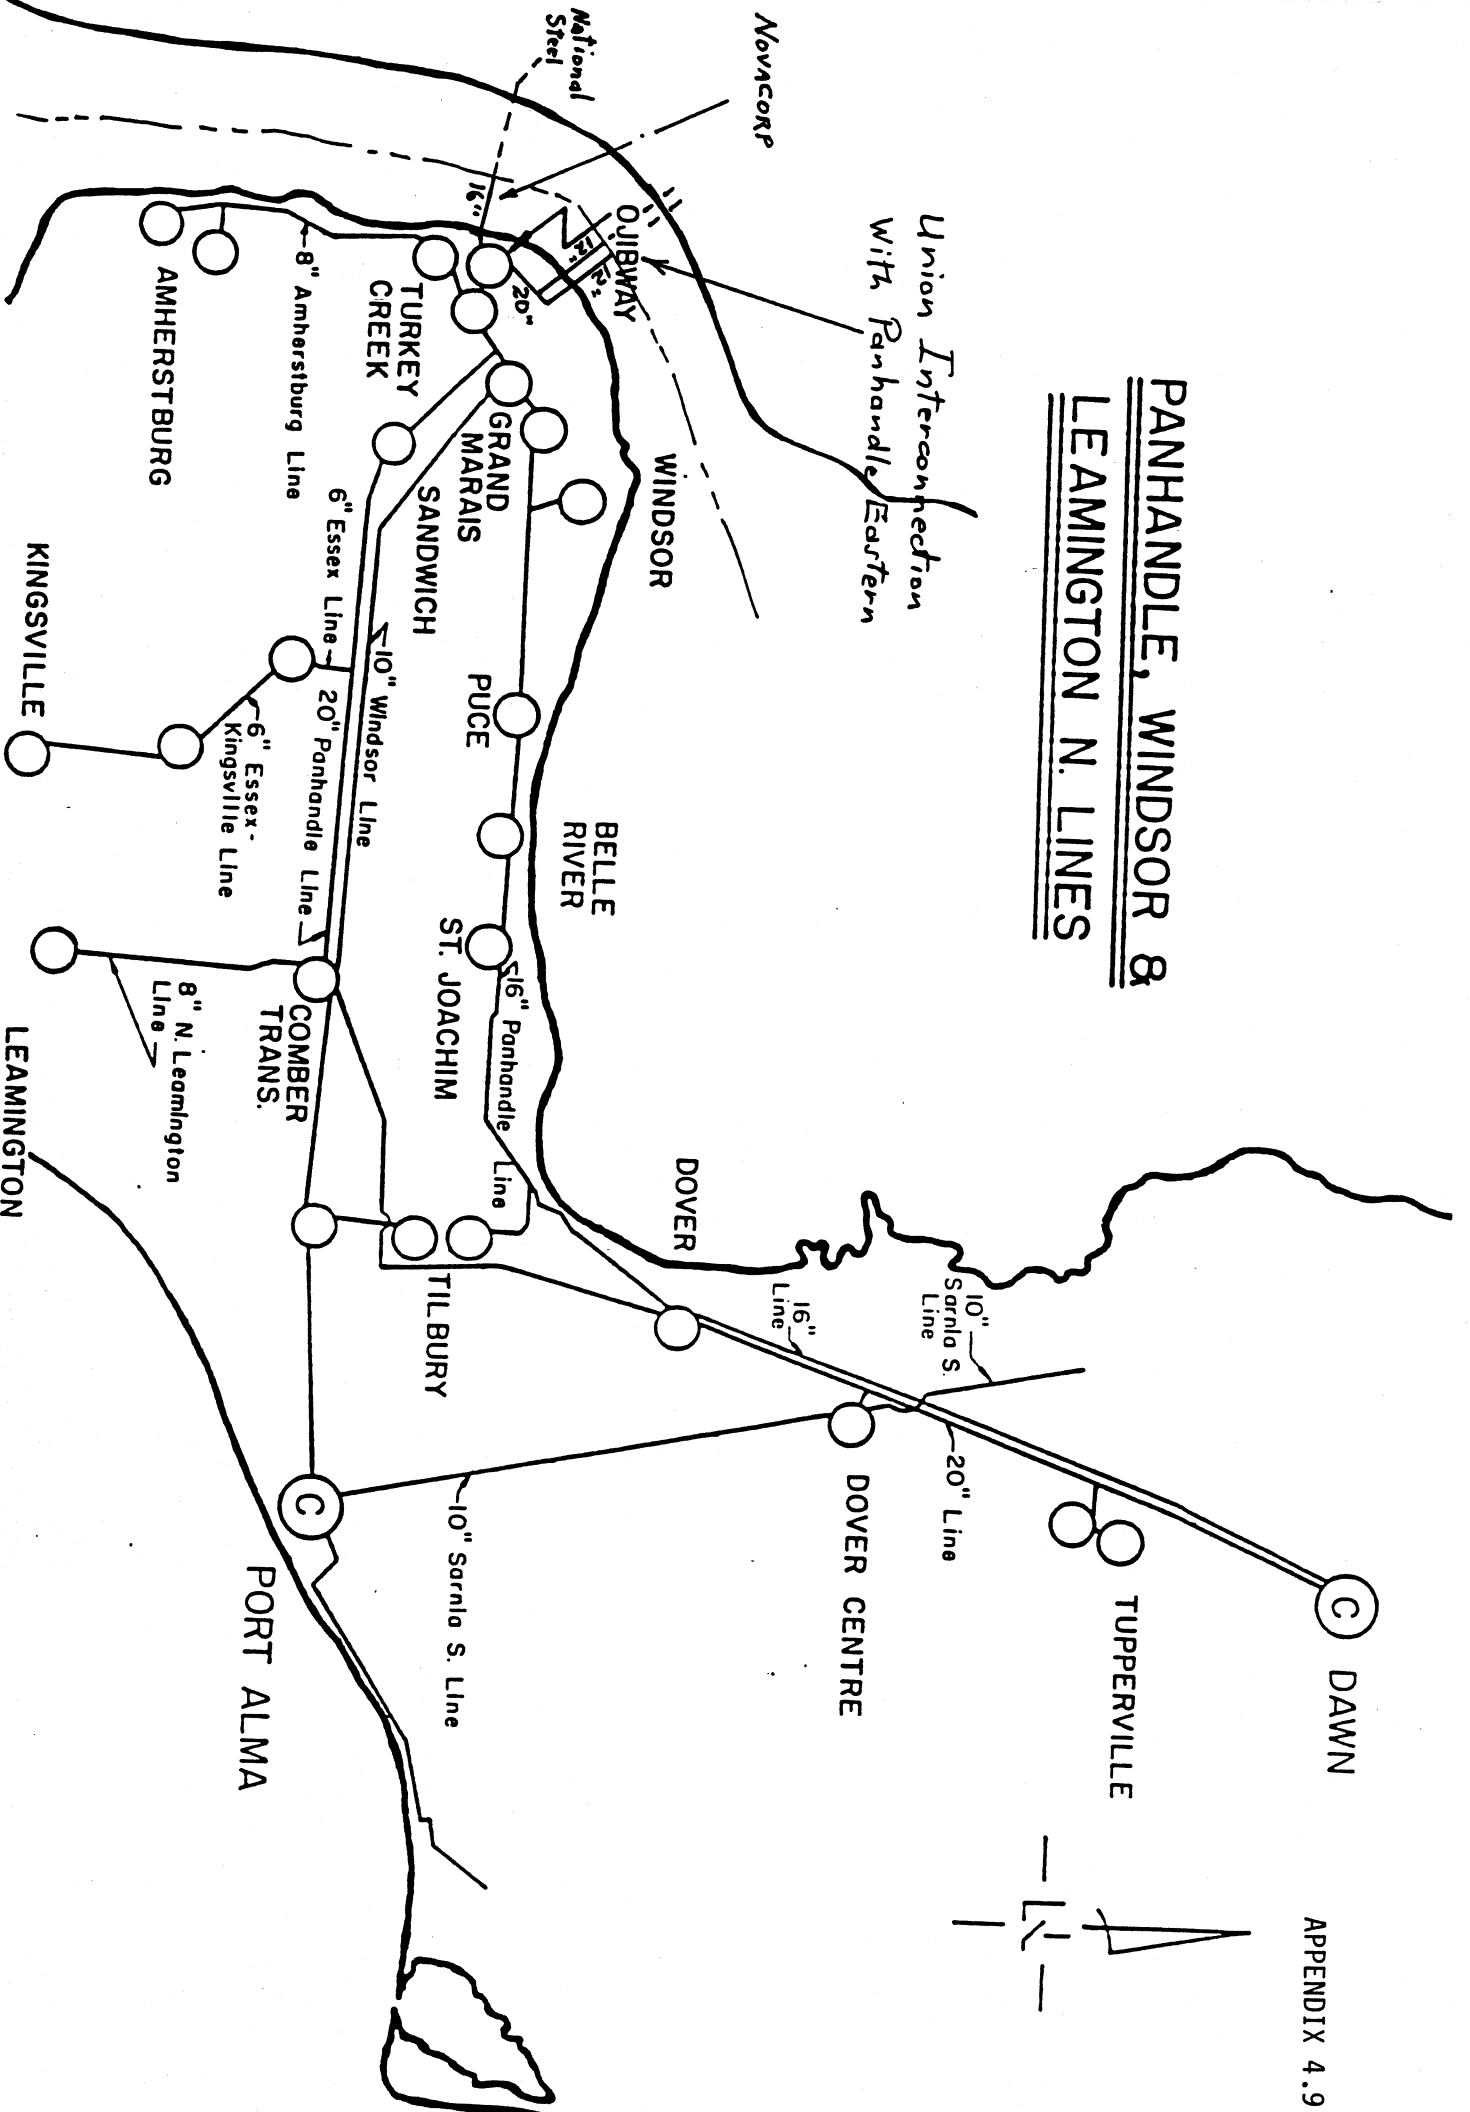 APPENDIX 4.9
PANHANDLE, WINDSOR &
LEAMINGTON N. LINES
Union Interconnection
With Panhandle Eastern
NOVACORP
National
Steel
16"
OJIBWAY
12"
20"
WINDSOR
TURKEY
CREEK
GRAND
MARAIS
SANDWICH
PUCE
BELLE
RIVER
ST. JOACHIM
16" Panhandle Line
8" Amherstburg Line
AMHERSTBURG
6" Essex Line
10" Windsor Line
20" Panhandle Line
6" Essex-
Kingsville Line
KINGSVILLE
COMBER
TRANS.
8" N. Leamington
Line
LEAMINGTON
TILBURY
DOVER
16"
Line
10"
Sarnia S.
Line
20" Line
DOVER CENTRE
TUPPERVILLE
C DAWN
10" Sarnia S. Line
C
PORT ALMA